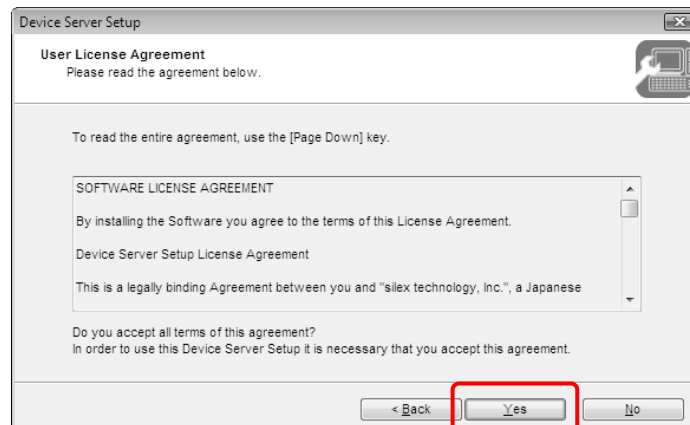 Device Server Setup
User License Agreement
Please read the agreement below.
To read the entire agreement, use the [Page Down] key.
SOFTWARE LICENSE AGREEMENT
By installing the Software you agree to the terms of this License Agreement.
Device Server Setup License Agreement
This is a legally binding Agreement between you and "silex technology, Inc.", a Japanese
Do you accept all terms of this agreement?
In order to use this Device Server Setup it is necessary that you accept this agreement.
< Back
Yes
No